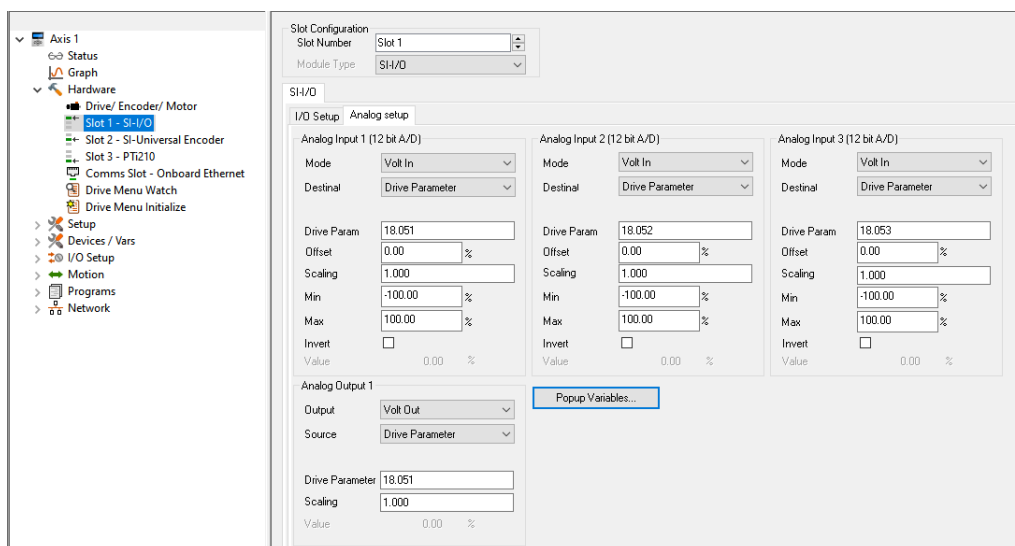 Axis 1
Status
Graph
Hardware
Drive/ Encoder/ Motor
Slot 1 - SI-I/O
Slot 2 - SI-Universal Encoder
Slot 3 - PTi210
Comms Slot - Onboard Ethernet
Drive Menu Watch
Drive Menu Initialize
Setup
Devices / Vars
I/O Setup
Motion
Programs
Network
Slot Configuration
Slot Number Slot 1
Module Type SI-I/O
SI-I/O
I/O Setup Analog setup
Analog Input 1 (12 bit A/D)
Mode Volt In
Destinal Drive Parameter
Drive Param 18.051
Offset 0.00 %
Scaling 1.000
Min -100.00 %
Max 100.00 %
Invert
Value 0.00 %
Analog Input 2 (12 bit A/D)
Mode Volt In
Destinal Drive Parameter
Drive Param 18.052
Offset 0.00 %
Scaling 1.000
Min -100.00 %
Max 100.00 %
Invert
Value 0.00 %
Analog Input 3 (12 bit A/D)
Mode Volt In
Destinal Drive Parameter
Drive Param 18.053
Offset 0.00 %
Scaling 1.000
Min -100.00 %
Max 100.00 %
Invert
Value 0.00 %
Analog Output 1
Output Volt Out
Source Drive Parameter
Drive Parameter 18.051
Scaling 1.000
Value 0.00 %
Popup Variables...